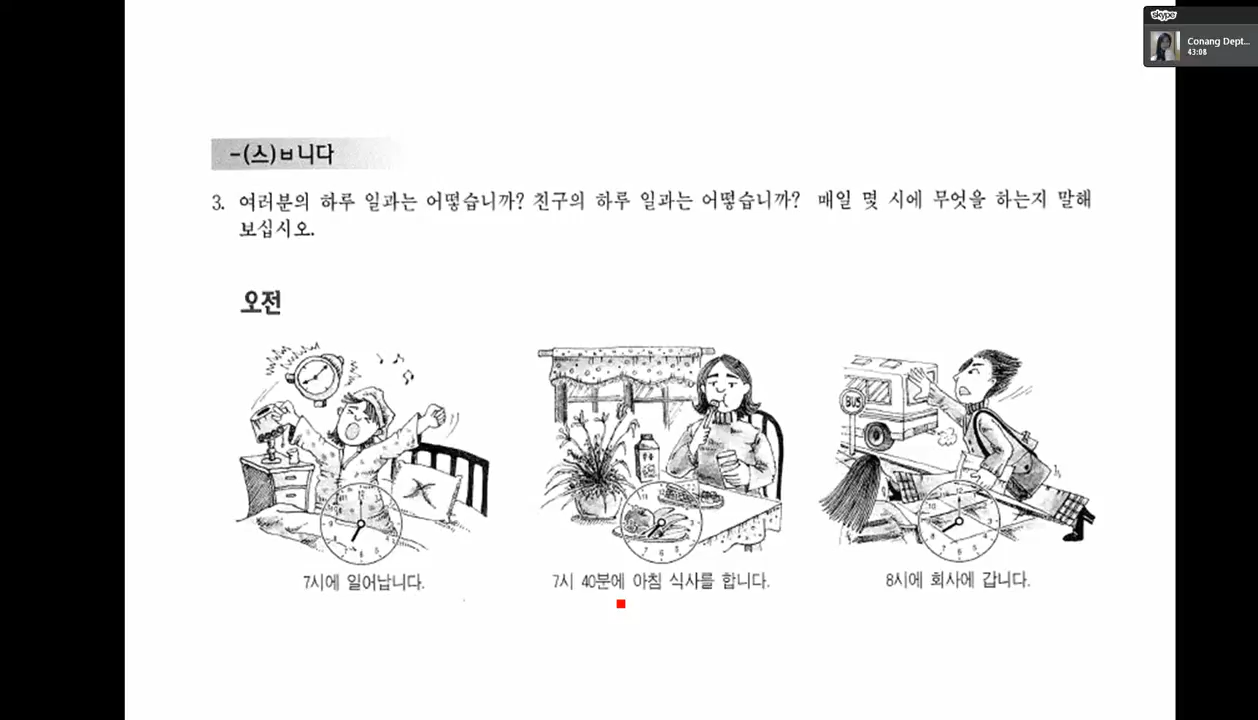 skype
Conang Dept...
43:08
-(스)ㅂ니다
3. 여러분의 하루 일과는 어떻습니까? 친구의 하루 일과는 어떻습니까? 매일 몇 시에 무엇을 하는지 말해
보십시오.
오전
BUS
7시에 일어납니다.
7시 40분에 아침 식사를 합니다.
8시에 회사에 갑니다.